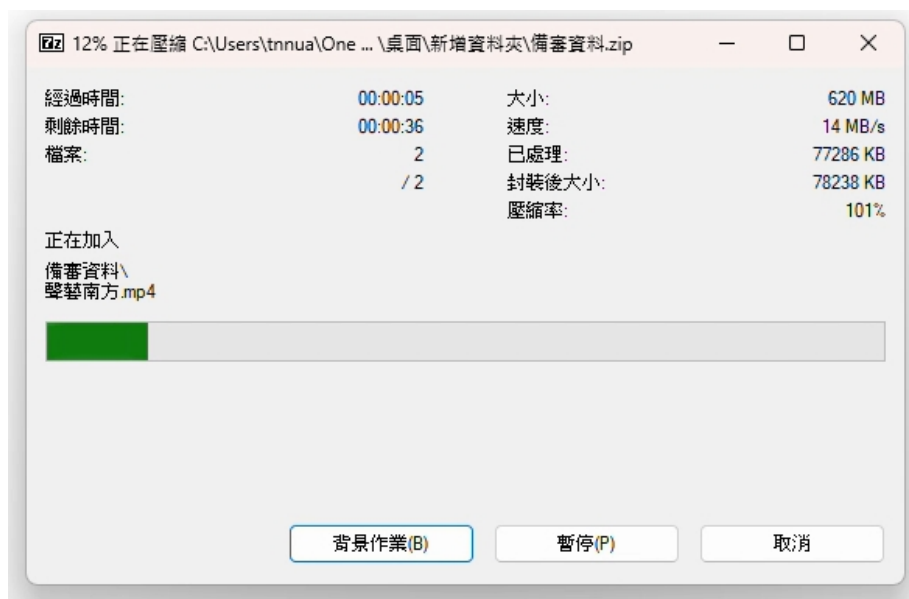 7z 12% 正在壓縮 C:\Users\tnnua\One ... \桌面\新增資料夾\備審資料.zip
經過時間: 00:00:05 大小: 620 MB
剩餘時間: 00:00:36 速度: 14 MB/s
檔案: 2 已處理: 77286 KB
/ 2 封裝後大小: 78238 KB
壓縮率: 101%
正在加入
備審資料\
聲藝南方.mp4
背景作業(B) 暫停(P) 取消